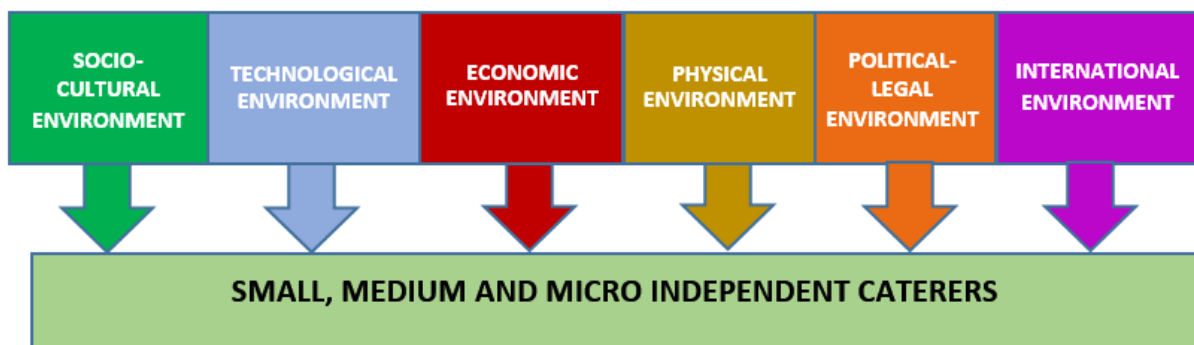 SOCIO-
CULTURAL
ENVIRONMENT
TECHNOLOGICAL
ENVIRONMENT
ECONOMIC
ENVIRONMENT
PHYSICAL
ENVIRONMENT
POLITICAL-
LEGAL
ENVIRONMENT
INTERNATIONAL
ENVIRONMENT
SMALL, MEDIUM AND MICRO INDEPENDENT CATERERS